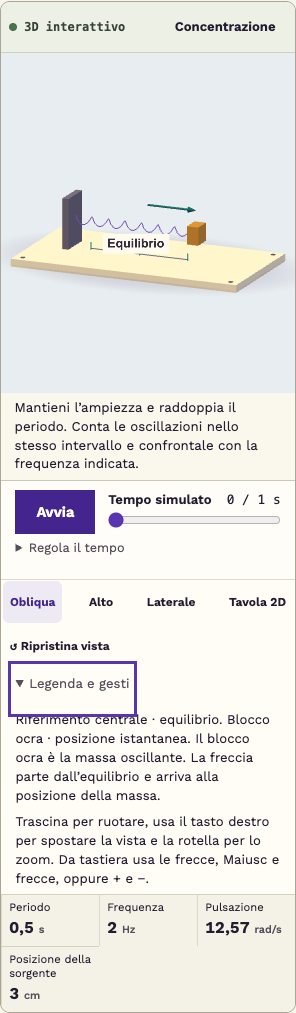 3D interattivo Concentrazione
Equilibrio
Mantieni l’ampiezza e raddoppia il
periodo. Conta le oscillazioni nello
stesso intervallo e confrontale con la
frequenza indicata.
Avvia
Tempo simulato 0 / 1 s
▶ Regola il tempo
Obliqua Alto Laterale Tavola 2D
↺ Ripristina vista
▼ Legenda e gesti
Riferimento centrale · equilibrio. Blocco
ocra · posizione istantanea. Il blocco
ocra è la massa oscillante. La freccia
parte dall’equilibrio e arriva alla
posizione della massa.
Trascina per ruotare, usa il tasto destro
per spostare la vista e la rotella per lo
zoom. Da tastiera usa le frecce, Maiusc e
frecce, oppure + e −.
Periodo
0,5 s
Frequenza
2 Hz
Pulsazione
12,57 rad/s
Posizione della
sorgente
3 cm